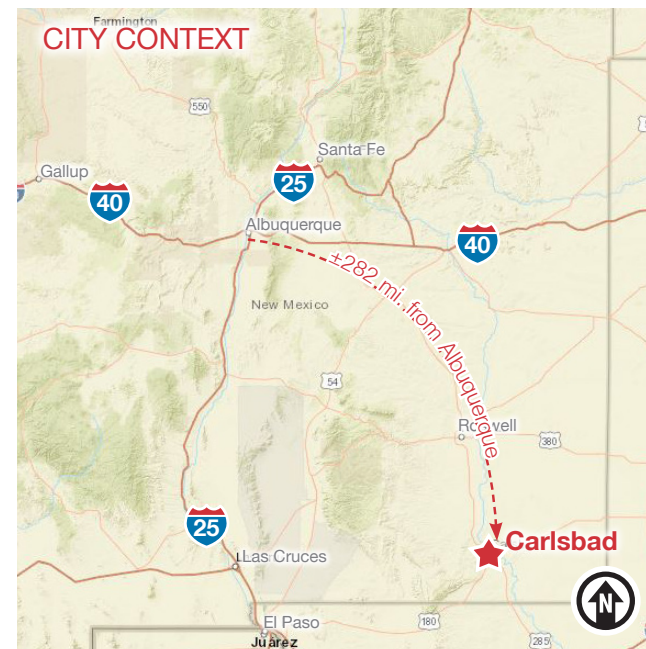 Farmington
CITY CONTEXT
550
Santa Fe
Gallup
25
40
Albuquerque
40
±282 mi. from Albuquerque
New Mexico
54
Roswell
380
25
Carlsbad
Las Cruces
N
El Paso
180
Juárez
285